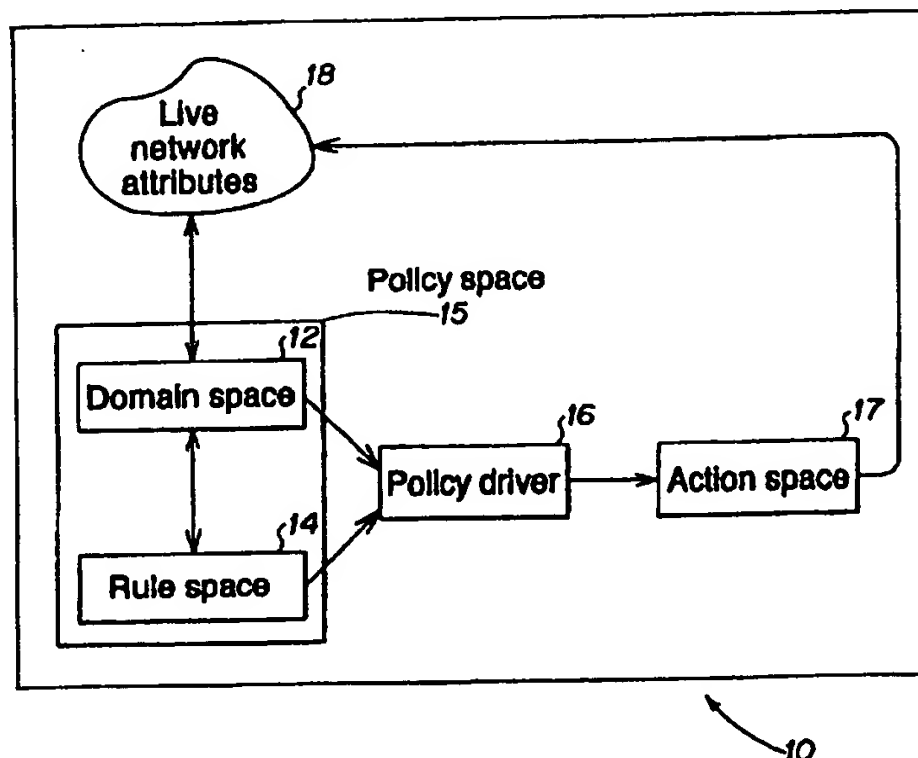 18
Live
network
attributes
Policy space
15
12
Domain space
16
17
Policy driver
Action space
14
Rule space
10